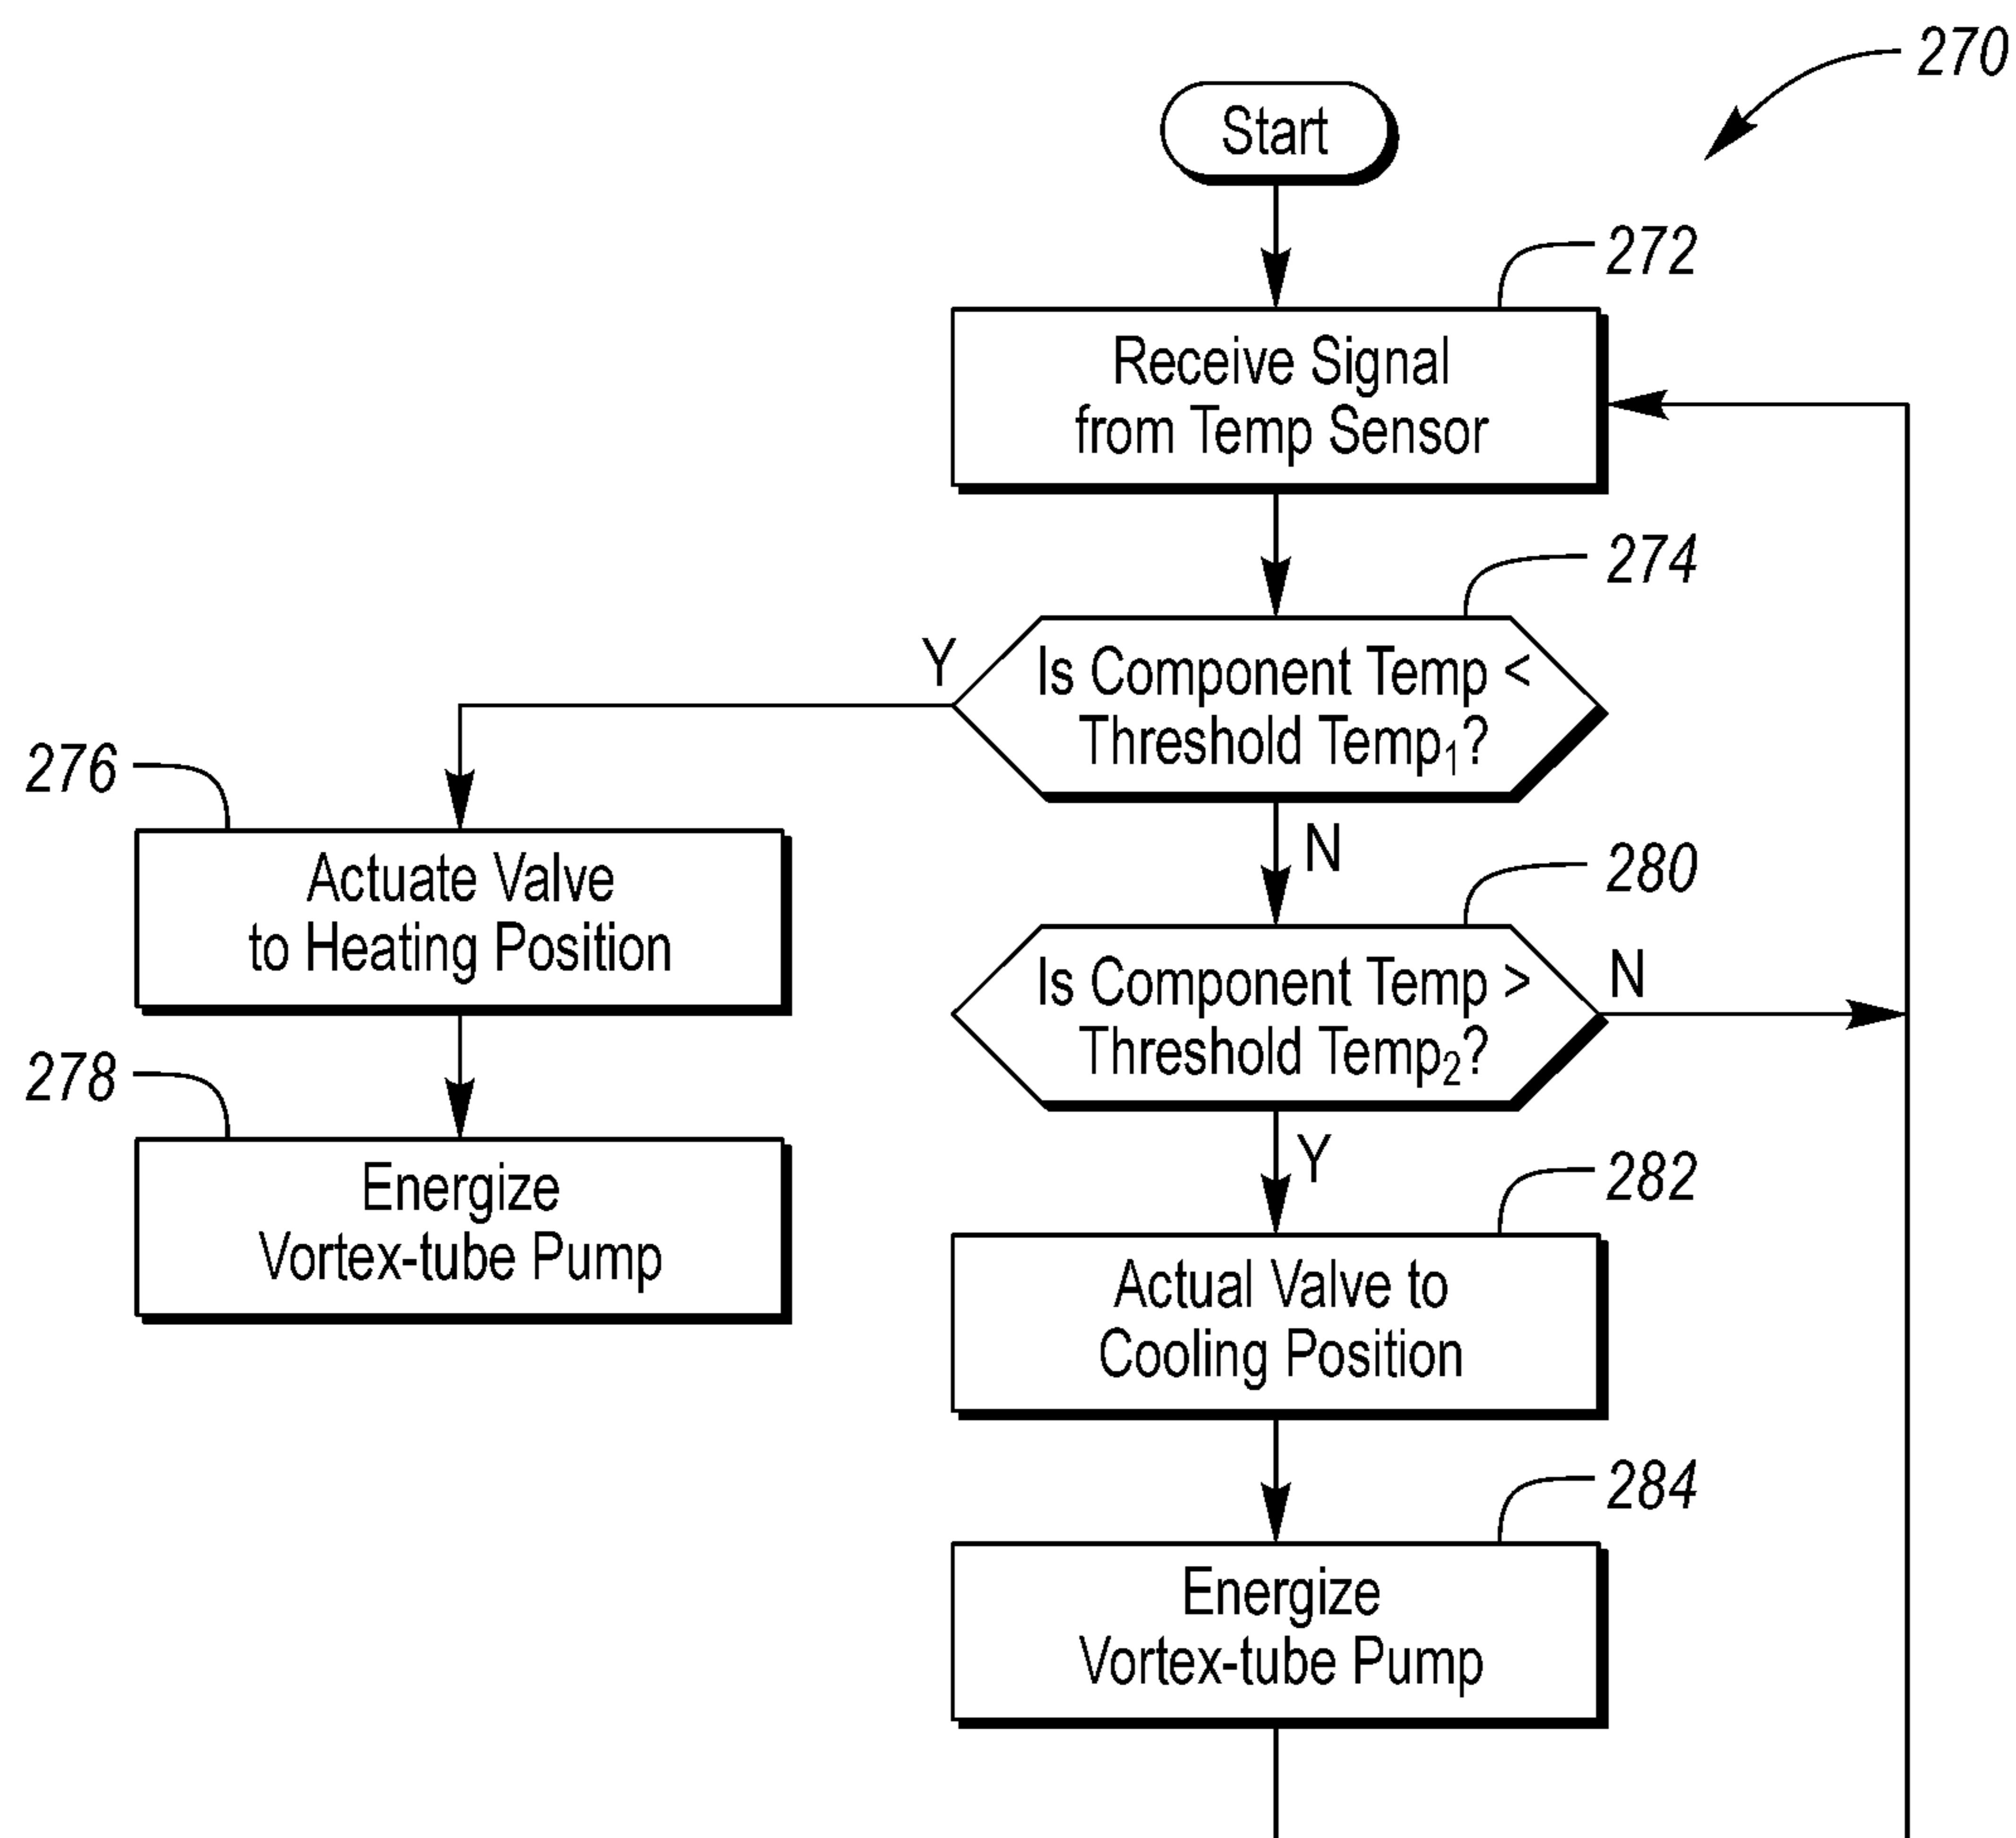 270
Start
272
Receive Signal
from Temp Sensor
274
Is Component Temp <
Threshold Temp₁?
Y
N
276
Actuate Valve
to Heating Position
278
Energize
Vortex-tube Pump
280
Is Component Temp >
Threshold Temp₂?
N
Y
282
Actual Valve to
Cooling Position
284
Energize
Vortex-tube Pump